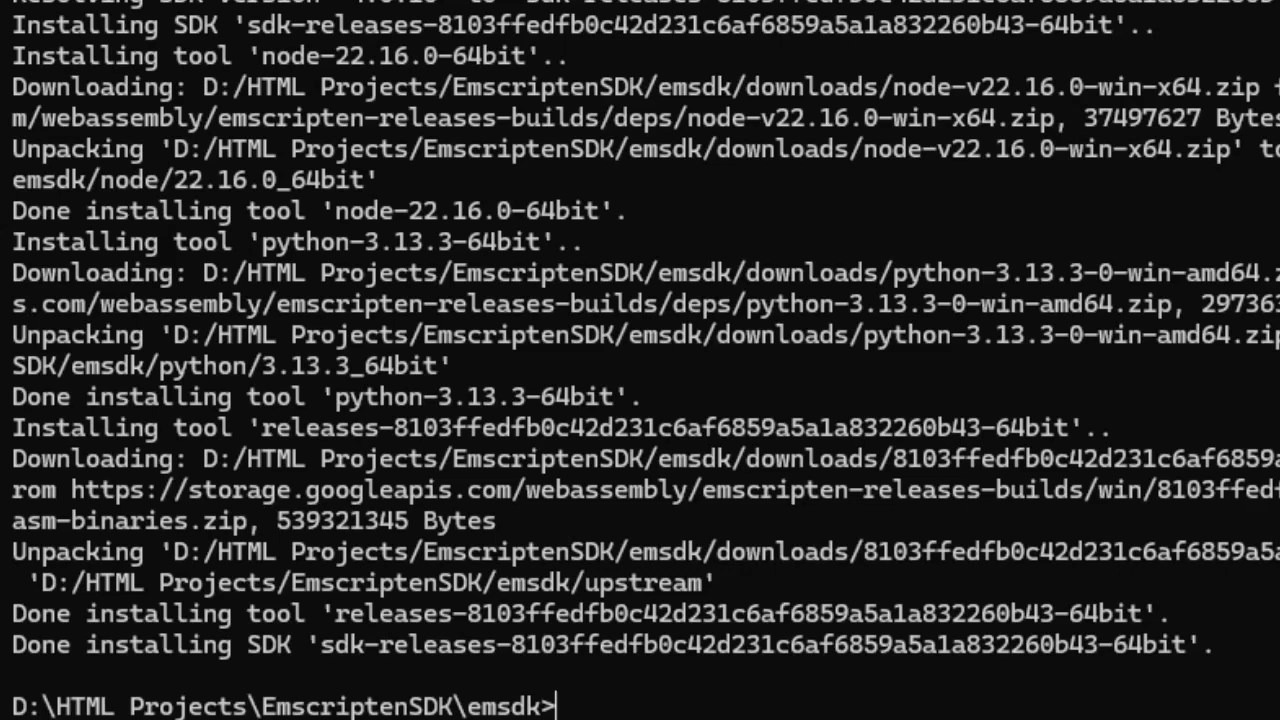 Installing SDK 'sdk-releases-8103ffedfb0c42d231c6af6859a5a1a832260b43-64bit'..
Installing tool 'node-22.16.0-64bit'..
Downloading: D:/HTML Projects/EmscriptenSDK/emsdk/downloads/node-v22.16.0-win-x64.zip
m/webassembly/emscripten-releases-builds/deps/node-v22.16.0-win-x64.zip, 37497627 Bytes
Unpacking 'D:/HTML Projects/EmscriptenSDK/emsdk/downloads/node-v22.16.0-win-x64.zip' to
emsdk/node/22.16.0_64bit'
Done installing tool 'node-22.16.0-64bit'.
Installing tool 'python-3.13.3-64bit'..
Downloading: D:/HTML Projects/EmscriptenSDK/emsdk/downloads/python-3.13.3-0-win-amd64.
s.com/webassembly/emscripten-releases-builds/deps/python-3.13.3-0-win-amd64.zip, 29736
Unpacking 'D:/HTML Projects/EmscriptenSDK/emsdk/downloads/python-3.13.3-0-win-amd64.zip
SDK/emsdk/python/3.13.3_64bit'
Done installing tool 'python-3.13.3-64bit'.
Installing tool 'releases-8103ffedfb0c42d231c6af6859a5a1a832260b43-64bit'..
Downloading: D:/HTML Projects/EmscriptenSDK/emsdk/downloads/8103ffedfb0c42d231c6af6859a
rom https://storage.googleapis.com/webassembly/emscripten-releases-builds/win/8103ffedf
asm-binaries.zip, 539321345 Bytes
Unpacking 'D:/HTML Projects/EmscriptenSDK/emsdk/downloads/8103ffedfb0c42d231c6af6859a5a
'D:/HTML Projects/EmscriptenSDK/emsdk/upstream'
Done installing tool 'releases-8103ffedfb0c42d231c6af6859a5a1a832260b43-64bit'.
Done installing SDK 'sdk-releases-8103ffedfb0c42d231c6af6859a5a1a832260b43-64bit'.
D:\HTML Projects\EmscriptenSDK\emsdk>